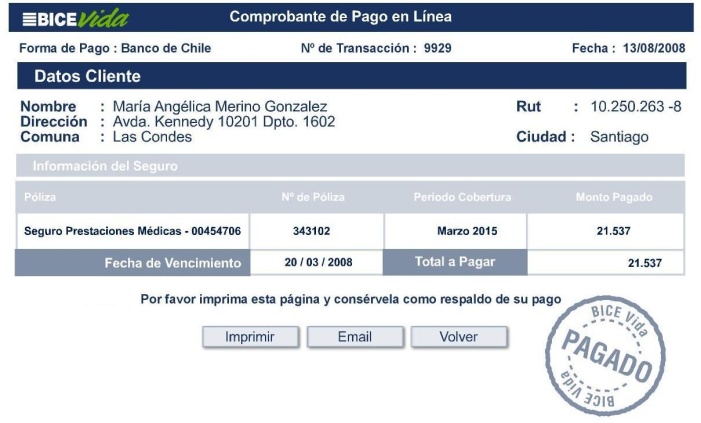 BICEVida Comprobante de Pago en Línea
Forma de Pago : Banco de Chile Nº de Transacción : 9929 Fecha : 13/08/2008
Datos Cliente
Nombre : María Angélica Merino Gonzalez Rut : 10.250.263 -8
Dirección : Avda. Kennedy 10201 Dpto. 1602
Comuna : Las Condes Ciudad : Santiago
Información del Seguro
Póliza Nº de Póliza Período Cobertura Monto Pagado
Seguro Prestaciones Médicas - 00454706 343102 Marzo 2015 21.537
Fecha de Vencimiento 20 / 03 / 2008 Total a Pagar 21.537
Por favor imprima esta página y consérvela como respaldo de su pago
Imprimir Email Volver
BICE Vida
PAGADO
BICE Vida